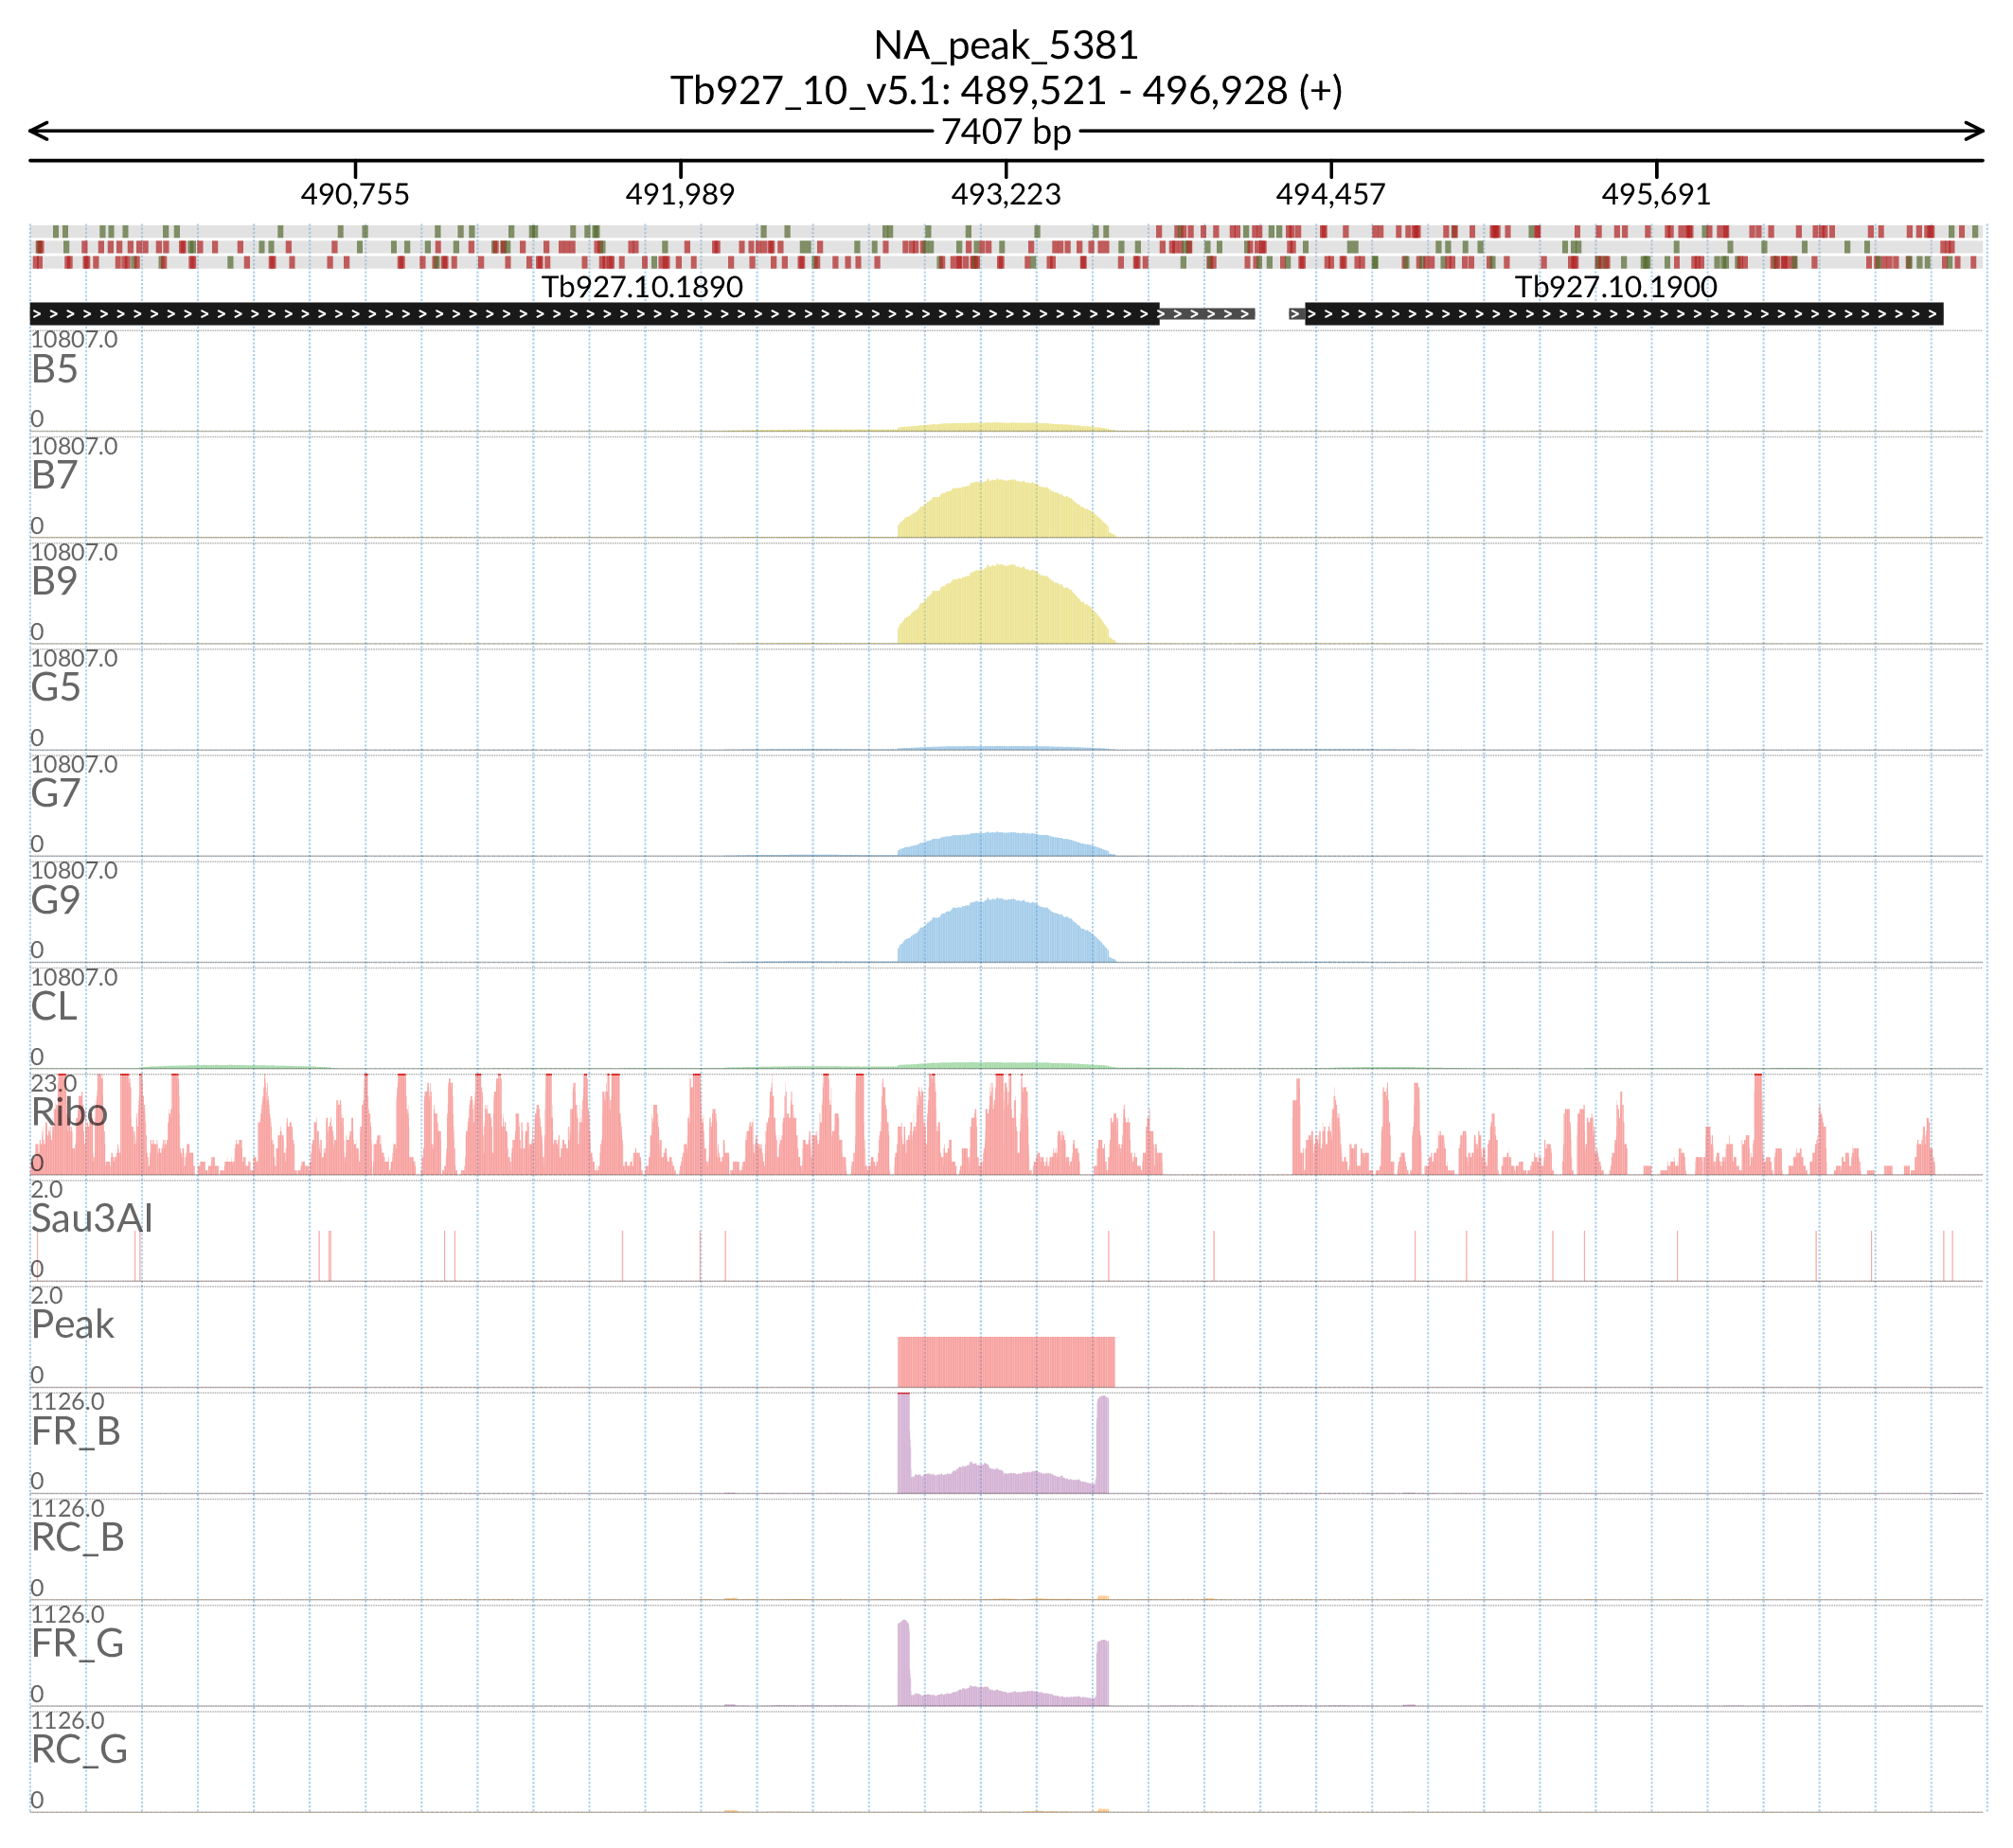 NA_peak_5381
Tb927_10_v5.1: 489,521 - 496,928 (+)
7407 bp
490,755 491,989 493,223 494,457 495,691
Tb927.10.1890 Tb927.10.1900
10807.0
B5
0
10807.0
B7
0
10807.0
B9
0
10807.0
G5
0
10807.0
G7
0
10807.0
G9
0
10807.0
CL
0
23.0
Ribo
0
2.0
Sau3AI
0
2.0
Peak
0
1126.0
FR_B
0
1126.0
RC_B
0
1126.0
FR_G
0
1126.0
RC_G
0